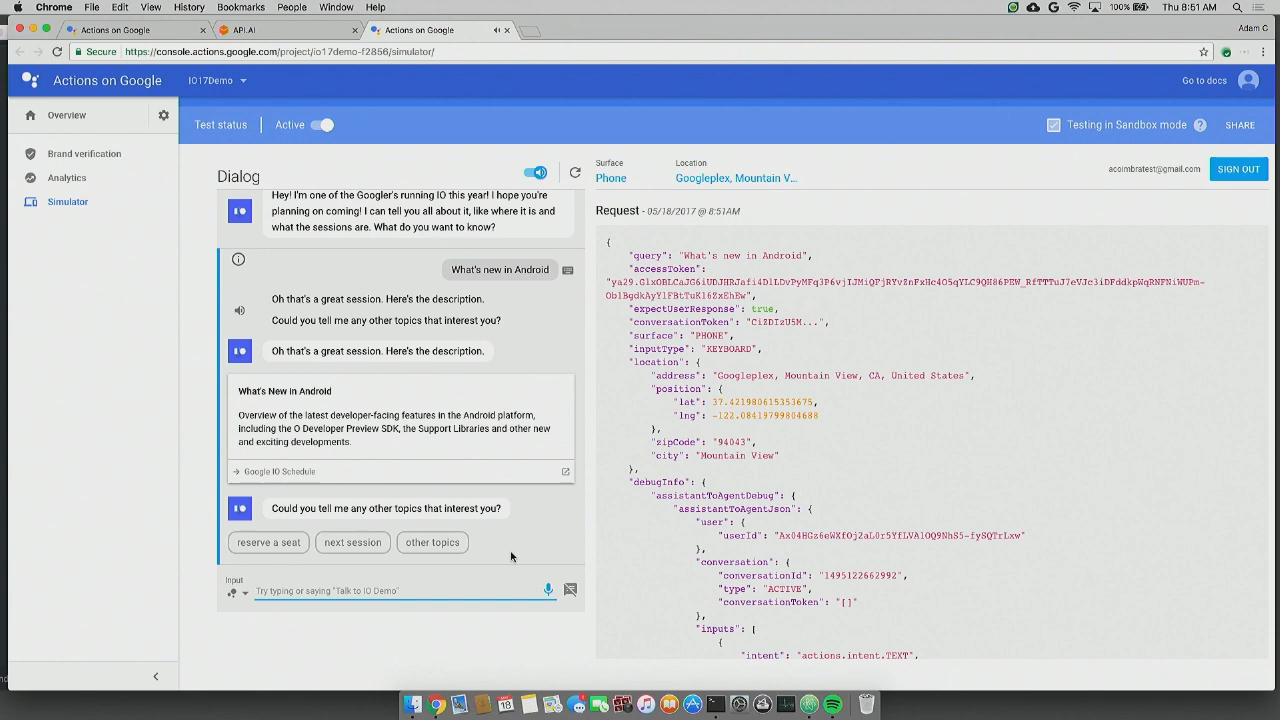 Chrome File Edit View History Bookmarks People Window Help 100% Thu 8:51 AM
Actions on Google API.AI Actions on Google Adam C
Secure https://console.actions.google.com/project/io17demo-f2856/simulator/
Actions on Google IO17Demo Go to docs
Overview
Brand verification
Analytics
Simulator
Test status Active Testing in Sandbox mode SHARE
Dialog
Hey! I'm one of the Googler's running IO this year! I hope you're
planning on coming! I can tell you all about it, like where it is and
what the sessions are. What do you want to know?
What's new in Android
Oh that's a great session. Here's the description.
Could you tell me any other topics that interest you?
Oh that's a great session. Here's the description.
What's New in Android
Overview of the latest developer-facing features in the Android platform,
including the O Developer Preview SDK, the Support Libraries and other new
and exciting developments.
Google IO Schedule
Could you tell me any other topics that interest you?
reserve a seat next session other topics
Input
Try typing or saying "Talk to IO Demo"
Surface Location
Phone Googleplex, Mountain V... acoimbratest@gmail.com SIGN OUT
Request - 05/18/2017 @ 8:51AM
{
"query": "What's new in Android",
"accessToken":
"expectUserResponse": true,
"conversationToken": "CiZDIzU5M...",
"surface": "PHONE",
"inputType": "KEYBOARD",
"location": {
"address": "Googleplex, Mountain View, CA, United States",
"position": {
"lat": 37.421980615353675,
"lng": -122.08419799804688
},
"zipCode": "94043",
"city": "Mountain View"
},
"debugInfo": {
"assistantToAgentDebug": {
"assistantToAgentJson": {
"user": {
"userId":
},
"conversation": {
"conversationId": "1495122662992",
"type": "ACTIVE",
"conversationToken": "[]"
},
"inputs": [
{
"intent": "actions.intent.TEXT",